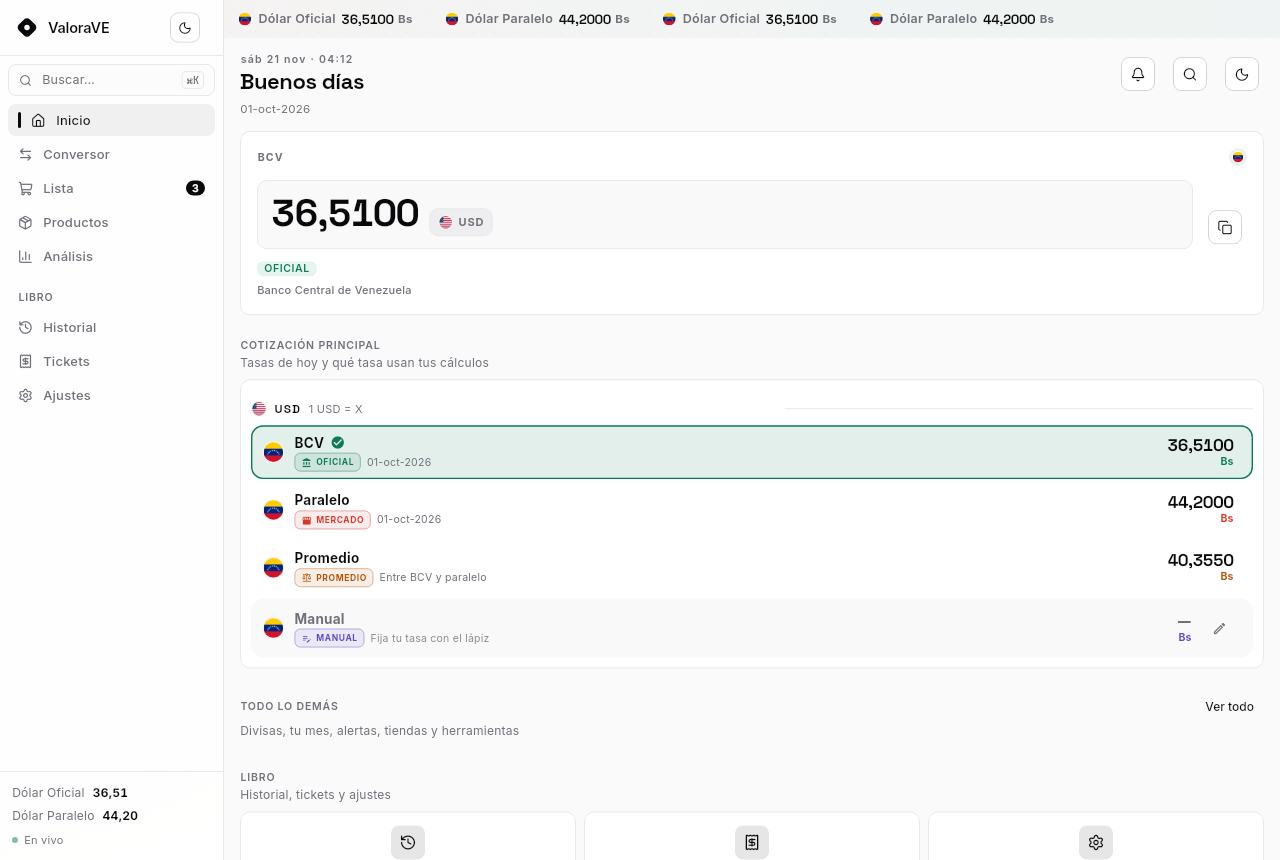 ValoraVE
Buscar...
⌘K
Inicio
Conversor
Lista
3
Productos
Análisis
LIBRO
Historial
Tickets
Ajustes
Dólar Oficial 36,51
Dólar Paralelo 44,20
En vivo
Dólar Oficial 36,5100 Bs
Dólar Paralelo 44,2000 Bs
Dólar Oficial 36,5100 Bs
Dólar Paralelo 44,2000 Bs
sáb 21 nov · 04:12
Buenos días
01-oct-2026
BCV
36,5100 USD
OFICIAL
Banco Central de Venezuela
COTIZACIÓN PRINCIPAL
Tasas de hoy y qué tasa usan tus cálculos
USD 1 USD = X
BCV
OFICIAL 01-oct-2026
36,5100
Bs
Paralelo
MERCADO 01-oct-2026
44,2000
Bs
Promedio
PROMEDIO Entre BCV y paralelo
40,3550
Bs
Manual
MANUAL Fija tu tasa con el lápiz
—
Bs
TODO LO DEMÁS
Ver todo
Divisas, tu mes, alertas, tiendas y herramientas
LIBRO
Historial, tickets y ajustes